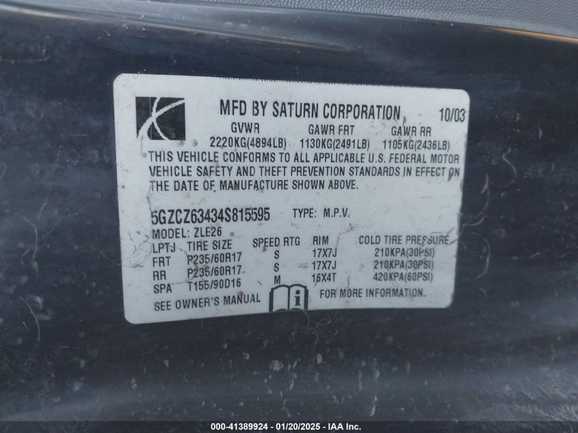 MFD BY SATURN CORPORATION 10/03
GVWR GAWR FRT GAWR RR
2220KG(4894LB) 1130KG(2491LB) 1105KG(2436LB)
THIS VEHICLE CONFORMS TO ALL APPLICABLE U.S. FEDERAL MOTOR
VEHICLE SAFETY AND THEFT PREVENTION STANDARDS IN EFFECT ON
THE DATE OF MANUFACTURE SHOWN ABOVE.
5GZCZ63434S815595 TYPE: M.P.V.
MODEL: ZLE26
LPTJ TIRE SIZE SPEED RTG RIM COLD TIRE PRESSURE
FRT P235/60R17 S 17X7J 210KPA(30PSI)
RR P235/60R17 S 17X7J 210KPA(30PSI)
SPA T155/90D16 M 16X4T 420KPA(60PSI)
SEE OWNER'S MANUAL FOR MORE INFORMATION.
00-41389924 - 01/20/2025 - IAA Inc.